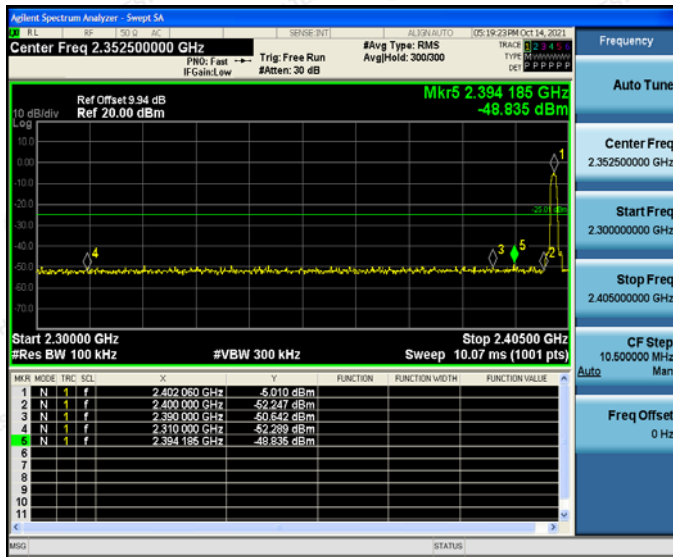 Agilent Spectrum Analyzer - Swept SA
RL RF 50 Ω AC SENSE:INT ALIGNAUTO 05:19:23PM Oct 14, 2021
Center Freq 2.352500000 GHz #Avg Type: RMS TRACE 1 2 3 4 5 6
PNO: Fast Trig: Free Run Avg|Hold: 300/300 TYPE M
IFGain:Low #Atten: 30 dB DET P P P P P P
Frequency
Mkr5 2.394 185 GHz
Ref Offset 9.94 dB
10 dB/div Ref 20.00 dBm -48.835 dBm
Log
10.0
0.00
-10.0
-20.0
-25.01 dBm
-30.0
-40.0
-50.0
-60.0
-70.0
1
2
3
4
5
Start 2.30000 GHz Stop 2.40500 GHz
#Res BW 100 kHz #VBW 300 kHz Sweep 10.07 ms (1001 pts)
MKR MODE TRC SCL X Y FUNCTION FUNCTION WIDTH FUNCTION VALUE
1 N 1 f 2.402 060 GHz -5.010 dBm
2 N 1 f 2.400 000 GHz -52.247 dBm
3 N 1 f 2.390 000 GHz -50.642 dBm
4 N 1 f 2.310 000 GHz -52.289 dBm
5 N 1 f 2.394 185 GHz -48.835 dBm
6
7
8
9
10
11
MSG STATUS
Auto Tune
Center Freq
2.352500000 GHz
Start Freq
2.300000000 GHz
Stop Freq
2.405000000 GHz
CF Step
10.500000 MHz
Auto Man
Freq Offset
0 Hz